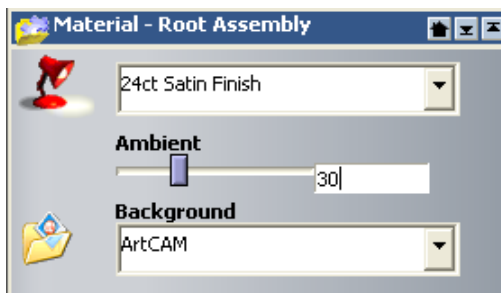 Material - Root Assembly
24ct Satin Finish
Ambient
30
Background
ArtCAM